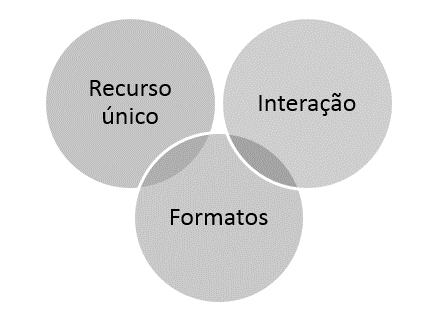 Recurso
único
Interação
Formatos